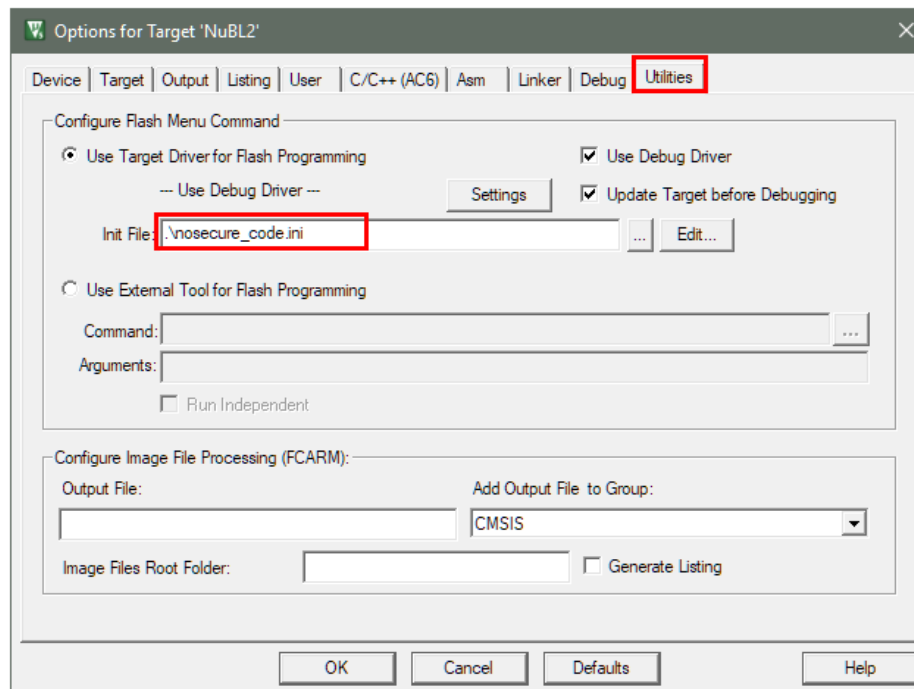 Options for Target 'NuBL2'
Device Target Output Listing User C/C++ (AC6) Asm Linker Debug Utilities
Configure Flash Menu Command
Use Target Driver for Flash Programming Use Debug Driver
--- Use Debug Driver --- Settings Update Target before Debugging
Init File: .\nosecure_code.ini ... Edit...
Use External Tool for Flash Programming
Command: ...
Arguments:
Run Independent
Configure Image File Processing (FCARM):
Output File: Add Output File to Group:
CMSIS
Image Files Root Folder: Generate Listing
OK Cancel Defaults Help